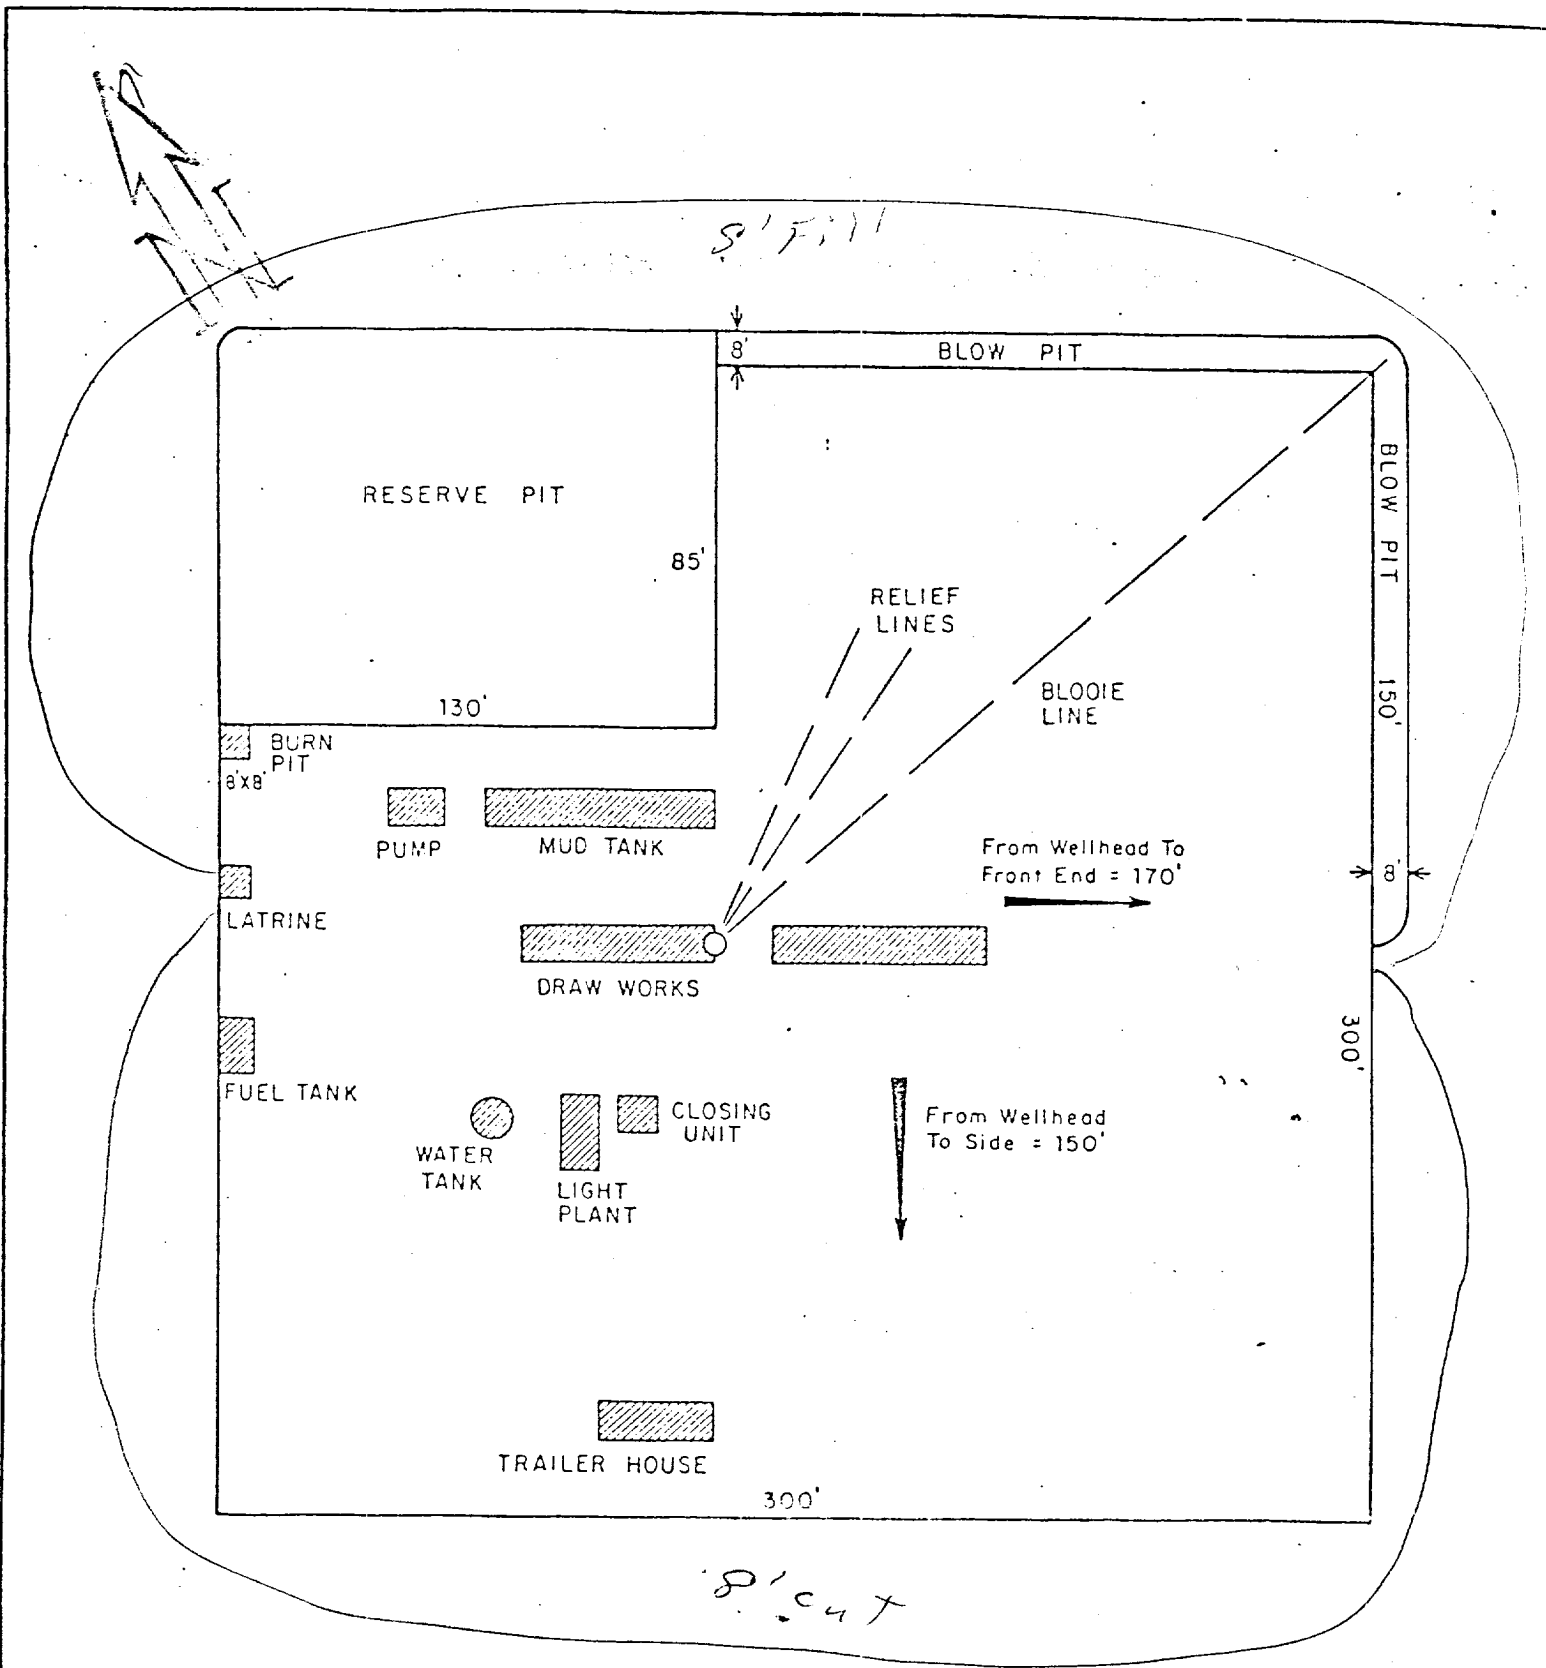 8'
BLOW PIT
BLOW PIT
RESERVE PIT
85'
RELIEF
LINES
130'
BLOOIE
LINE
150'
BURN
PIT
8'X8'
PUMP
MUD TANK
From Wellhead To
Front End = 170'
8'
LATRINE
DRAW WORKS
300'
FUEL TANK
CLOSING
UNIT
From Wellhead
To Side = 150'
WATER
TANK
LIGHT
PLANT
TRAILER HOUSE
300'
8' cut